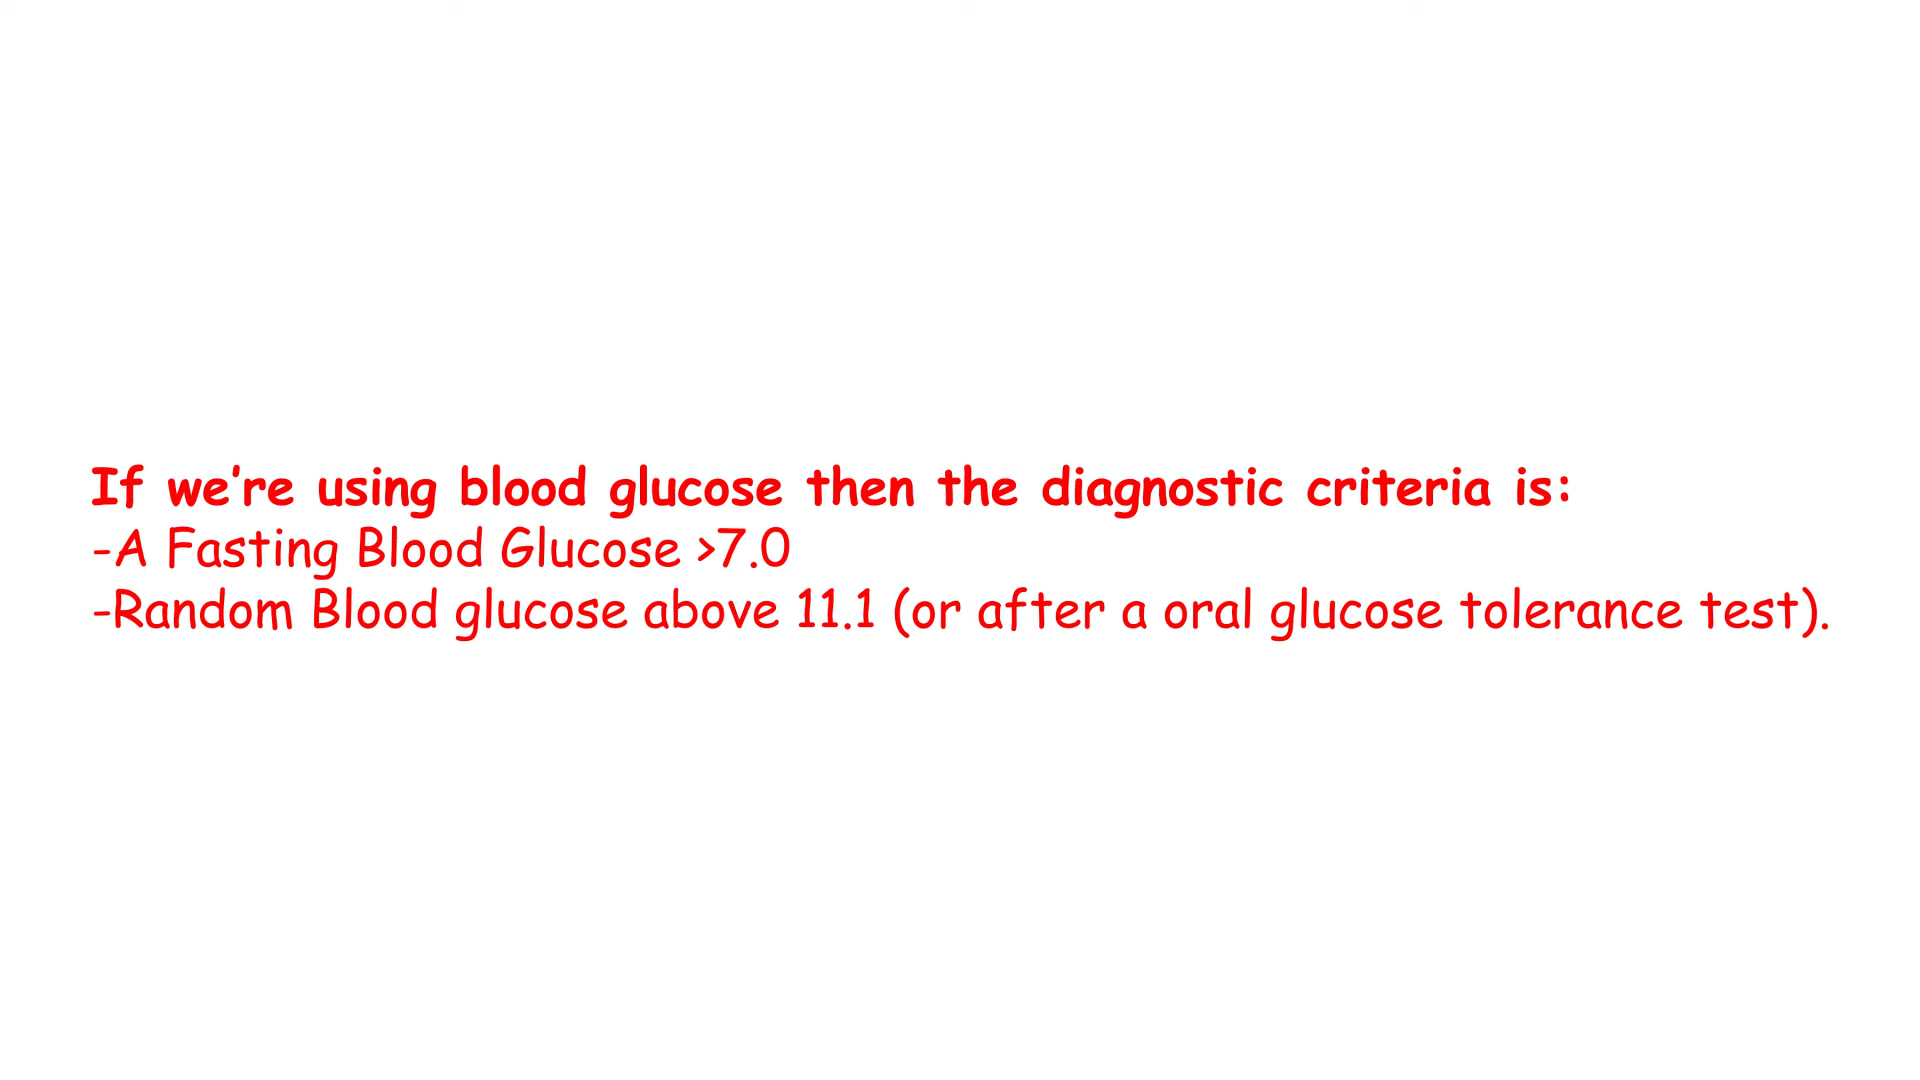 If we’re using blood glucose then the diagnostic criteria is:
-A Fasting Blood Glucose >7.0
-Random Blood glucose above 11.1 (or after a oral glucose tolerance test).